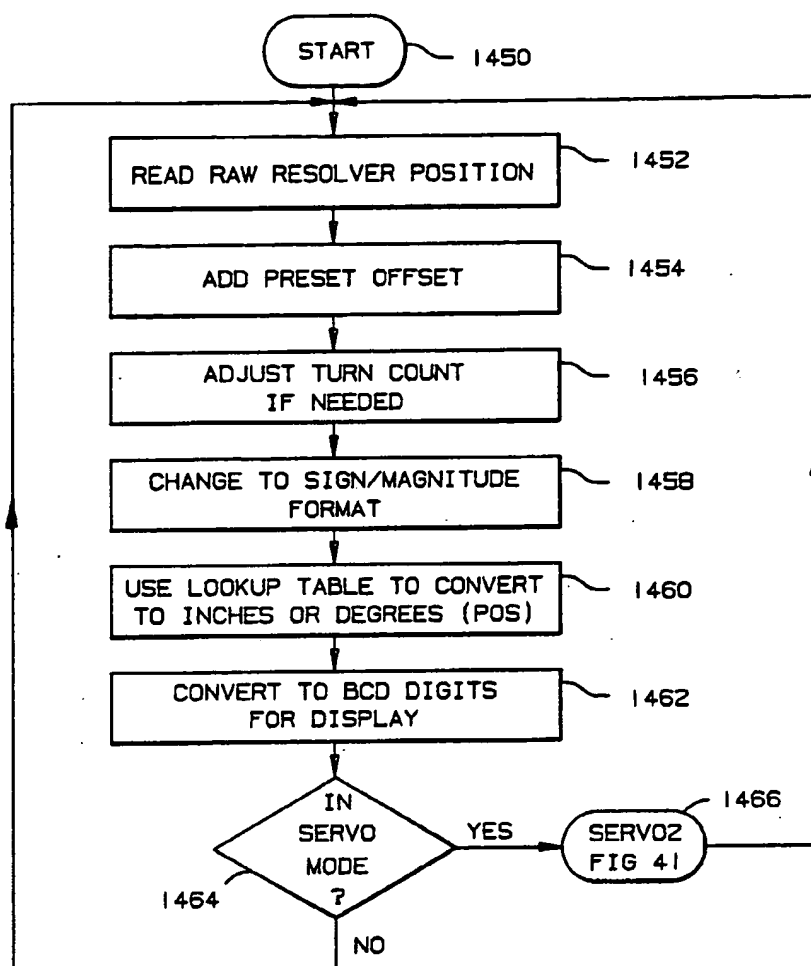 START
1450
READ RAW RESOLVER POSITION
1452
ADD PRESET OFFSET
1454
ADJUST TURN COUNT
IF NEEDED
1456
CHANGE TO SIGN/MAGNITUDE
FORMAT
1458
USE LOOKUP TABLE TO CONVERT
TO INCHES OR DEGREES (POS)
1460
CONVERT TO BCD DIGITS
FOR DISPLAY
1462
IN
SERVO
MODE
?
1464
YES
SERVO2
FIG 41
1466
NO